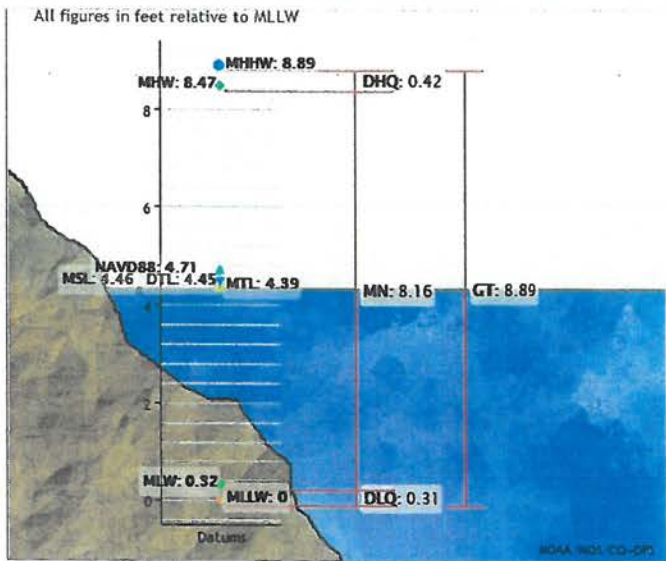 All figures in feet relative to MLLW
MHHW: 8.89
MHW: 8.47
DHQ: 0.42
8
6
NAVD88: 4.71
MSL: 4.46 DTL: 4.45 MTL: 4.39
4
MN: 8.16 GT: 8.89
2
MLW: 0.32
MLLW: 0 DLQ: 0.31
0
Datums
NOAA/NOS/CO-OPS